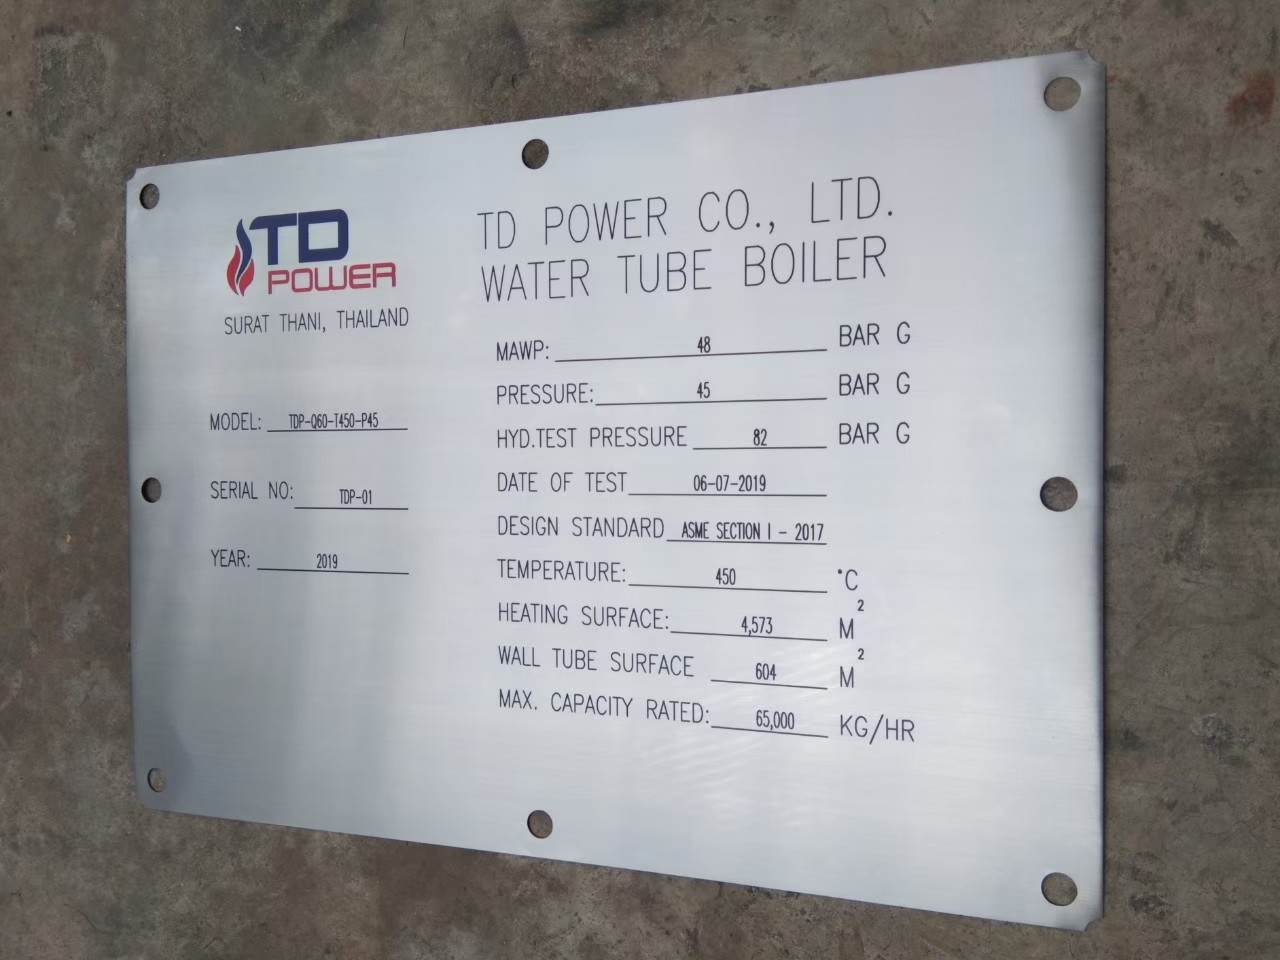 TD
POWER
SURAT THANI, THAILAND
MODEL: TDP-Q60-T450-P45
SERIAL NO: TDP-01
YEAR: 2019
TD POWER CO., LTD.
WATER TUBE BOILER
MAWP: 48 BAR G
PRESSURE: 45 BAR G
HYD.TEST PRESSURE 82 BAR G
DATE OF TEST 06-07-2019
DESIGN STANDARD ASME SECTION I - 2017
TEMPERATURE: 450 °C
HEATING SURFACE: 4,573 M²
WALL TUBE SURFACE 604 M²
MAX. CAPACITY RATED: 65,000 KG/HR